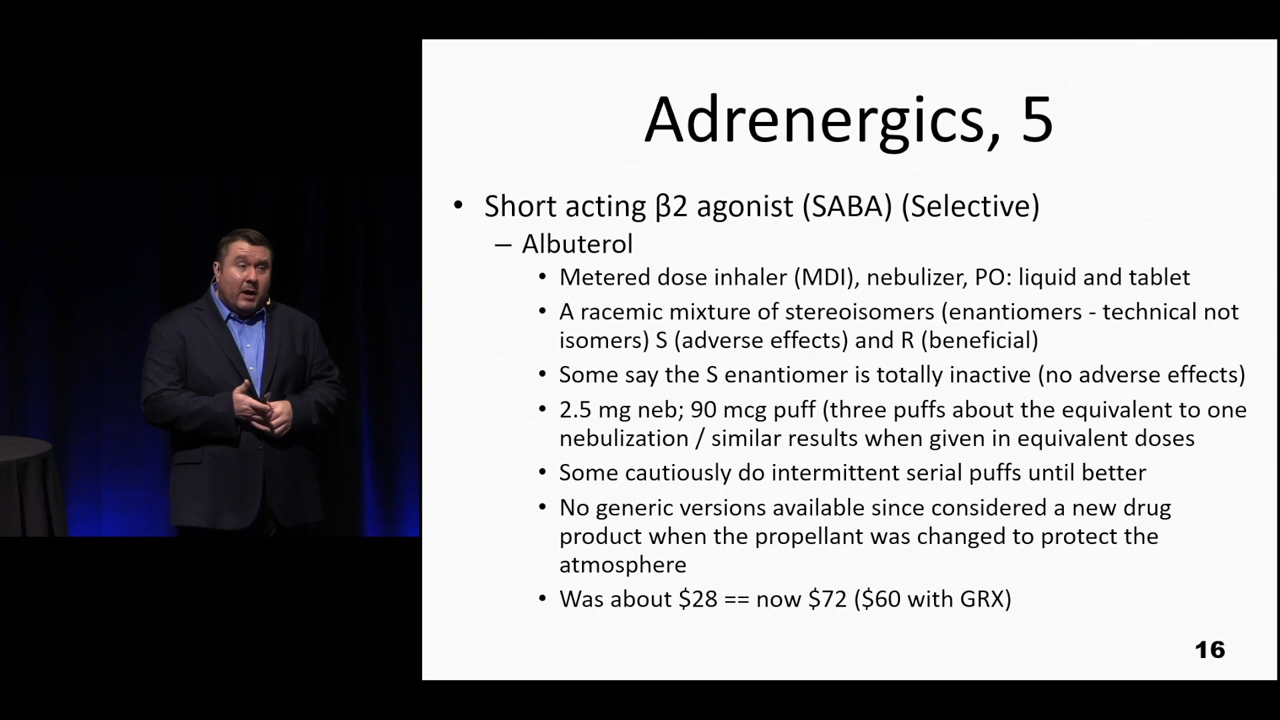 Adrenergics, 5
• Short acting β2 agonist (SABA) (Selective)
– Albuterol
• Metered dose inhaler (MDI), nebulizer, PO: liquid and tablet
• A racemic mixture of stereoisomers (enantiomers - technical not
isomers) S (adverse effects) and R (beneficial)
• Some say the S enantiomer is totally inactive (no adverse effects)
• 2.5 mg neb; 90 mcg puff (three puffs about the equivalent to one
nebulization / similar results when given in equivalent doses
• Some cautiously do intermittent serial puffs until better
• No generic versions available since considered a new drug
product when the propellant was changed to protect the
atmosphere
• Was about $28 == now $72 ($60 with GRX)
16